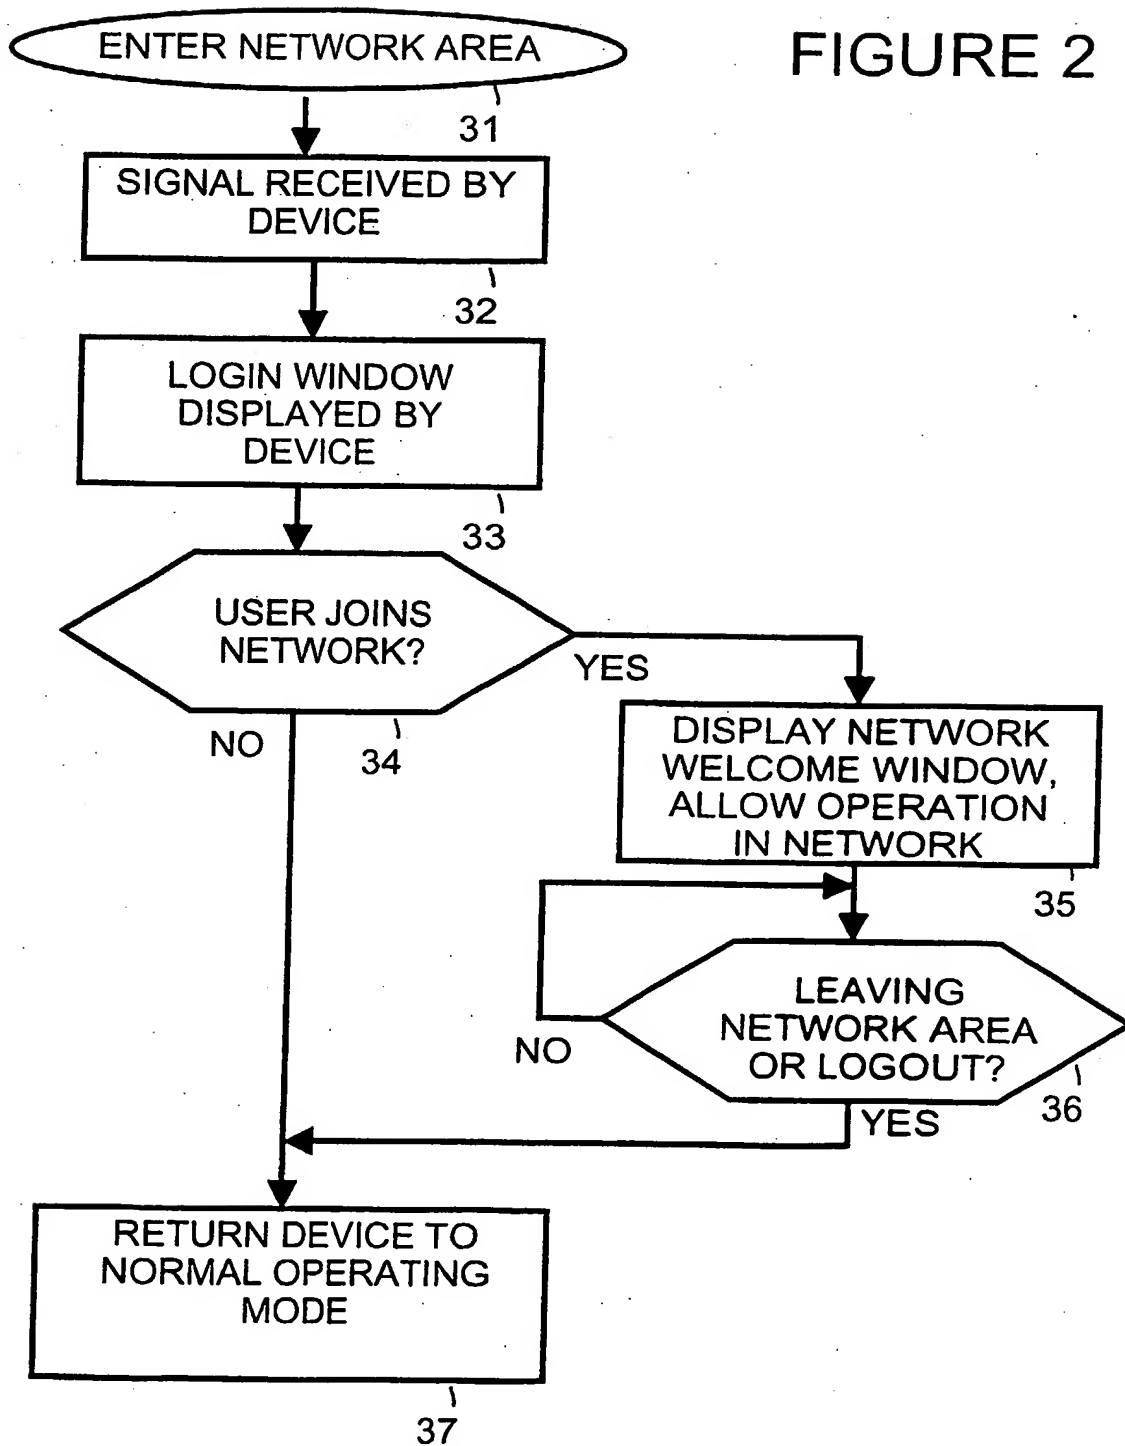 FIGURE 2
ENTER NETWORK AREA
31
SIGNAL RECEIVED BY
DEVICE
32
LOGIN WINDOW
DISPLAYED BY
DEVICE
33
USER JOINS
NETWORK?
YES
NO
34
DISPLAY NETWORK
WELCOME WINDOW,
ALLOW OPERATION
IN NETWORK
35
LEAVING
NETWORK AREA
OR LOGOUT?
NO
36
YES
RETURN DEVICE TO
NORMAL OPERATING
MODE
37